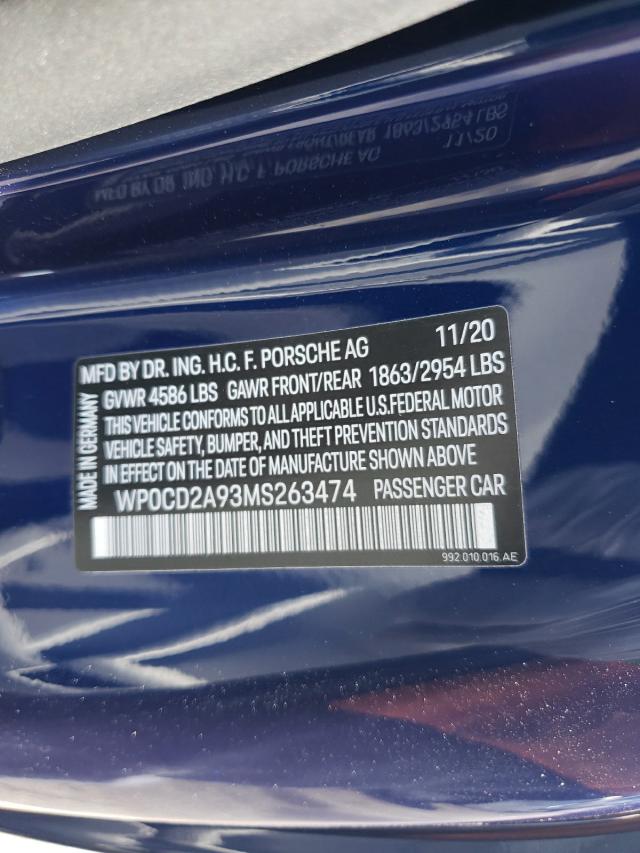 MFD BY DR. ING. H.C. F. PORSCHE AG 11/20
GVWR 4586 LBS GAWR FRONT/REAR 1863/2954 LBS
THIS VEHICLE CONFORMS TO ALL APPLICABLE U.S. FEDERAL MOTOR
VEHICLE SAFETY, BUMPER, AND THEFT PREVENTION STANDARDS
IN EFFECT ON THE DATE OF MANUFACTURE SHOWN ABOVE
WP0CD2A93MS263474 PASSENGER CAR
992.010.016.AE
MADE IN GERMANY